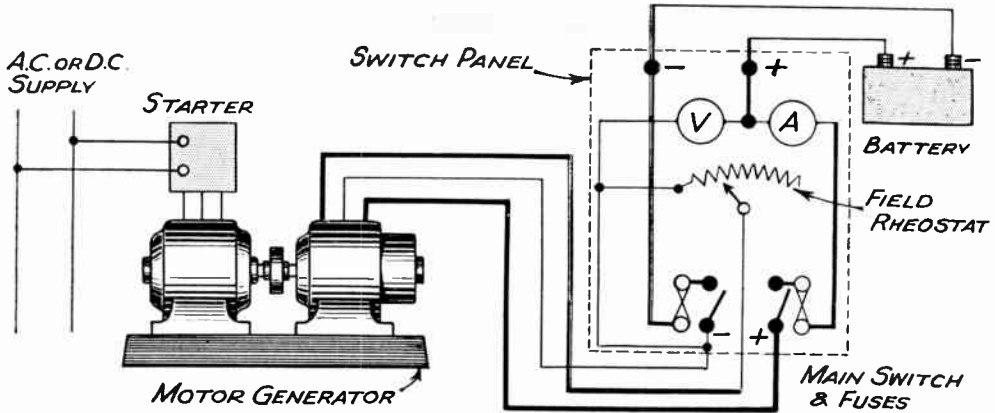 A.C. OR D.C.
SUPPLY
STARTER
SWITCH PANEL
-
+
+
-
V
A
BATTERY
FIELD
RHEOSTAT
-
+
MOTOR GENERATOR
MAIN SWITCH
& FUSES